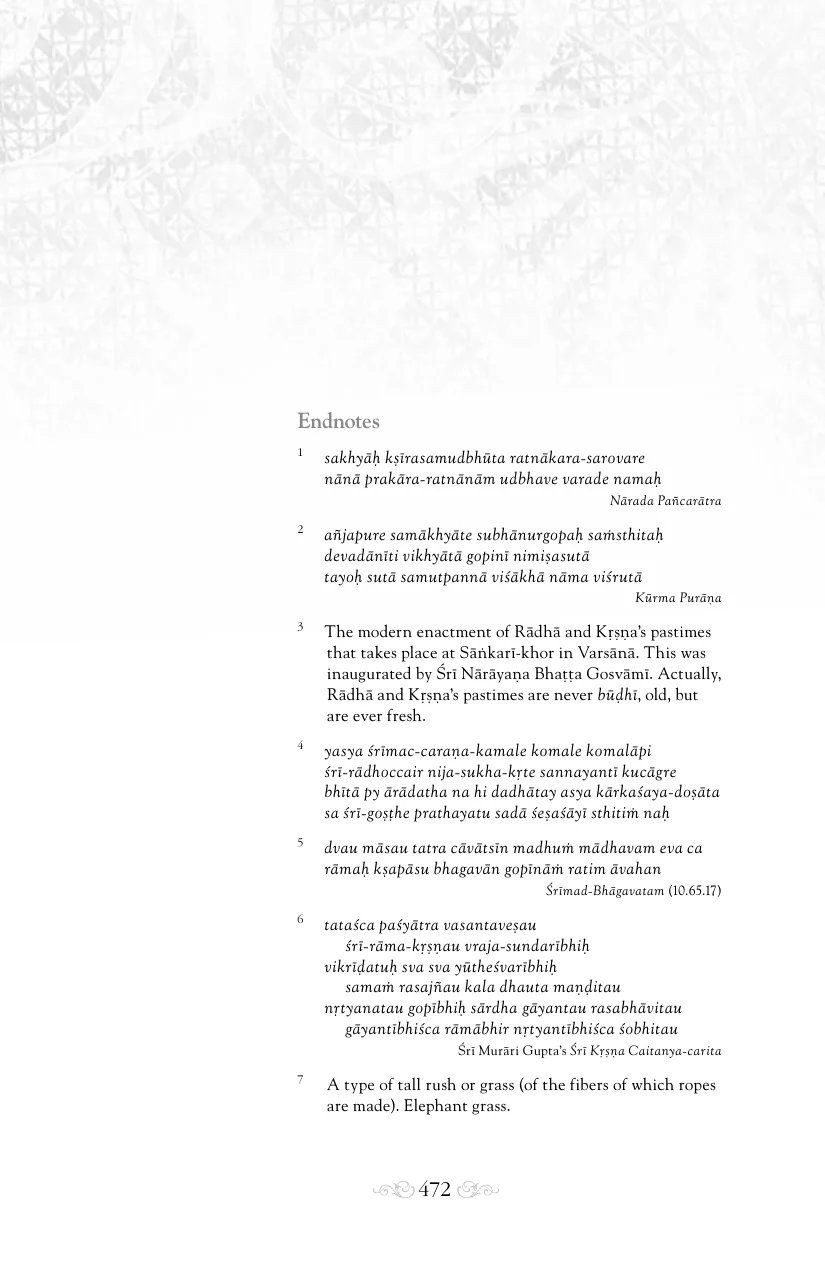 Endnotes
1 sakhyāḥ kṣīrasamudbhūta ratnākara-sarovare
nānā prakāra-ratnānām udbhave varade namaḥ
Nārada Pañcarātra
2 añjapure samākhyāte subhānurgopaḥ saṁsthitaḥ
devadānīti vikhyātā gopinī nimiṣasutā
tayoḥ sutā samutpannā viśākhā nāma viśrutā
Kūrma Purāṇa
3 The modern enactment of Rādhā and Kṛṣṇa’s pastimes
that takes place at Sāṅkarī-khor in Varsānā. This was
inaugurated by Śrī Nārāyaṇa Bhaṭṭa Gosvāmī. Actually,
Rādhā and Kṛṣṇa’s pastimes are never būḍhī, old, but
are ever fresh.
4 yasya śrīmac-caraṇa-kamale komale komalāpi
śrī-rādhoccair nija-sukha-kṛte sannayantī kucāgre
bhītā py ārādatha na hi dadhātay asya kārkaśaya-doṣāta
sa śrī-goṣṭhe prathayatu sadā śeṣaśāyī sthitiṁ naḥ
5 dvau māsau tatra cāvātsīn madhuṁ mādhavam eva ca
rāmaḥ kṣapāsu bhagavān gopīnāṁ ratim āvahan
Śrīmad-Bhāgavatam (10.65.17)
6 tataśca paśyātra vasantaveṣau
śrī-rāma-kṛṣṇau vraja-sundarībhiḥ
vikrīḍatuḥ sva sva yūtheśvarībhiḥ
samaṁ rasajñau kala dhauta maṇḍitau
nṛtyanatau gopībhiḥ sārdha gāyantau rasabhāvitau
gāyantībhiśca rāmābhir nṛtyantībhiśca śobhitau
Śrī Murāri Gupta’s Śrī Kṛṣṇa Caitanya-carita
7 A type of tall rush or grass (of the fibers of which ropes
are made). Elephant grass.
472